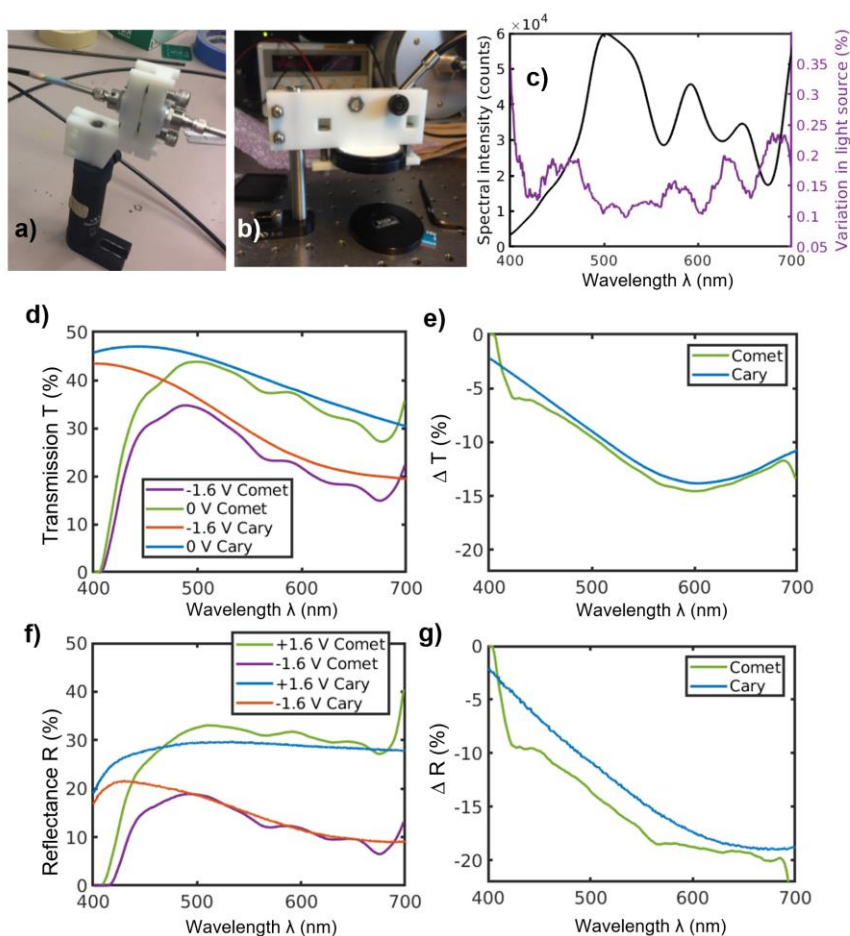 a)
b)
c)
Spectral intensity (counts)
×10⁴
6
5
4
3
2
1
0
400
500
600
700
Wavelength λ (nm)
0.35
0.3
0.25
0.2
0.15
0.1
0.05
Variation in light source (%)
d)
Transmission T (%)
50
40
30
20
10
0
-1.6 V Comet
0 V Comet
-1.6 V Cary
0 V Cary
400
500
600
700
Wavelength λ (nm)
e)
Δ T (%)
0
-5
-10
-15
-20
Comet
Cary
400
500
600
700
Wavelength λ (nm)
f)
Reflectance R (%)
50
40
30
20
10
0
+1.6 V Comet
-1.6 V Comet
+1.6 V Cary
-1.6 V Cary
400
500
600
700
Wavelength λ (nm)
g)
Δ R (%)
0
-5
-10
-15
-20
Comet
Cary
400
500
600
700
Wavelength λ (nm)